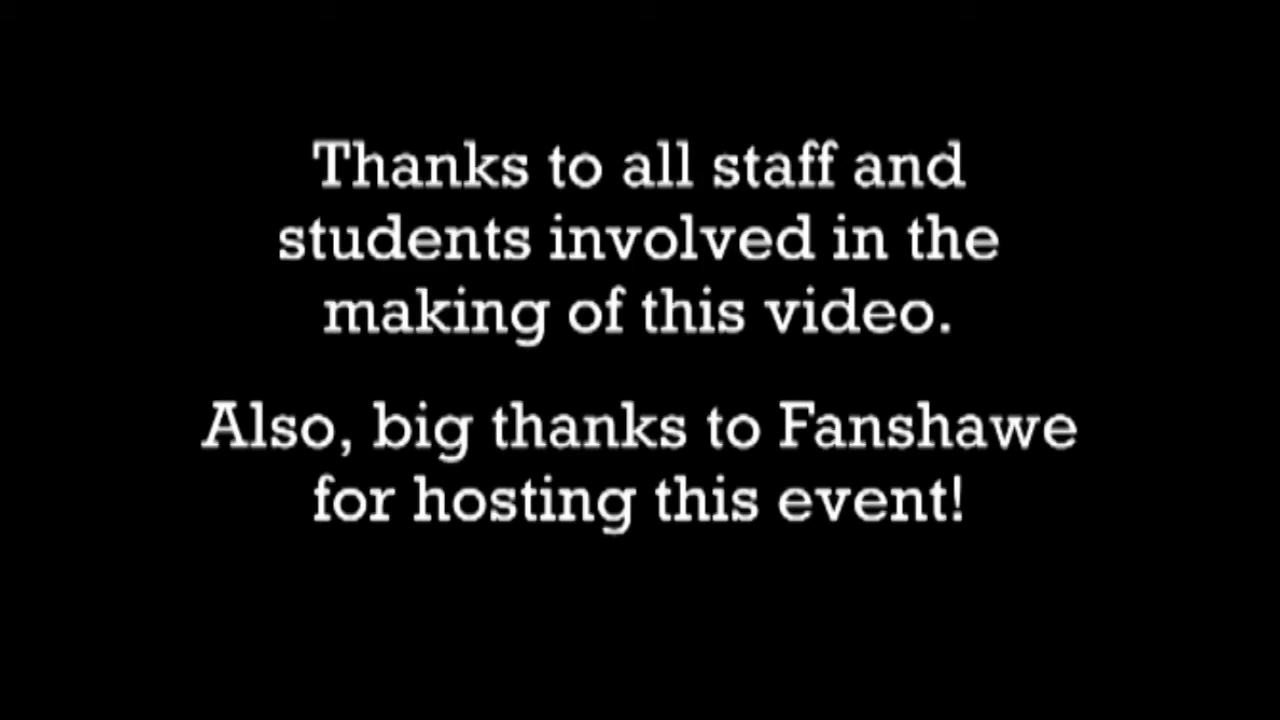 Thanks to all staff and
students involved in the
making of this video.
Also, big thanks to Fanshawe
for hosting this event!